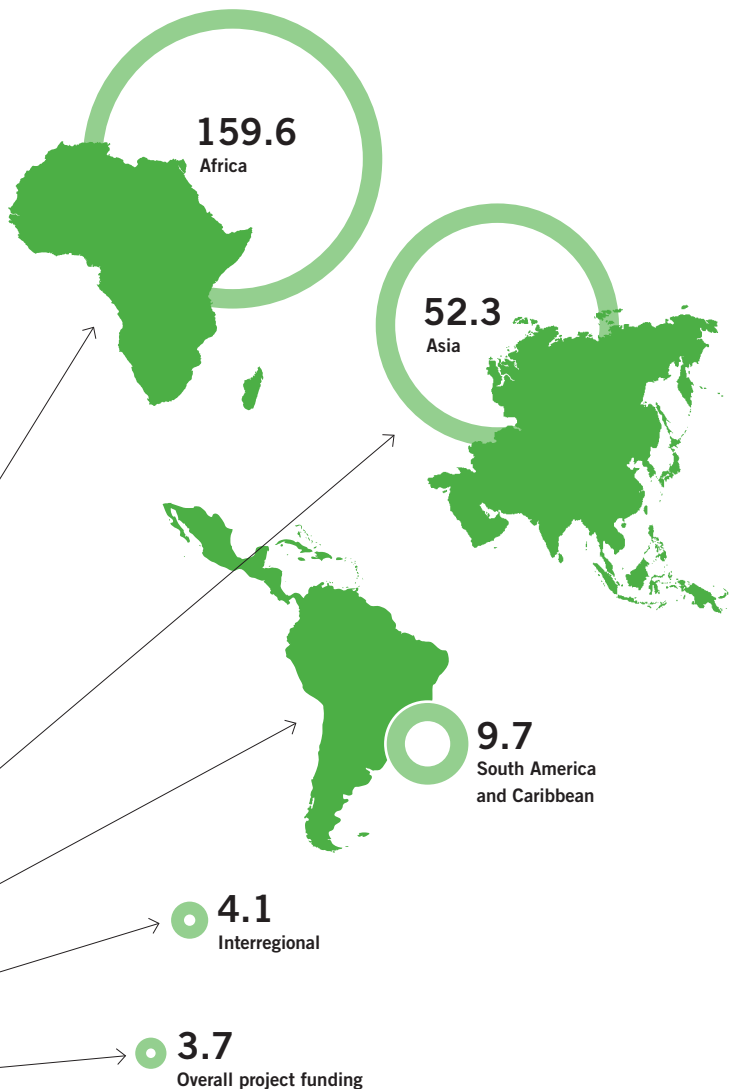 159.6
Africa
52.3
Asia
9.7
South America
and Caribbean
4.1
Interregional
3.7
Overall project funding